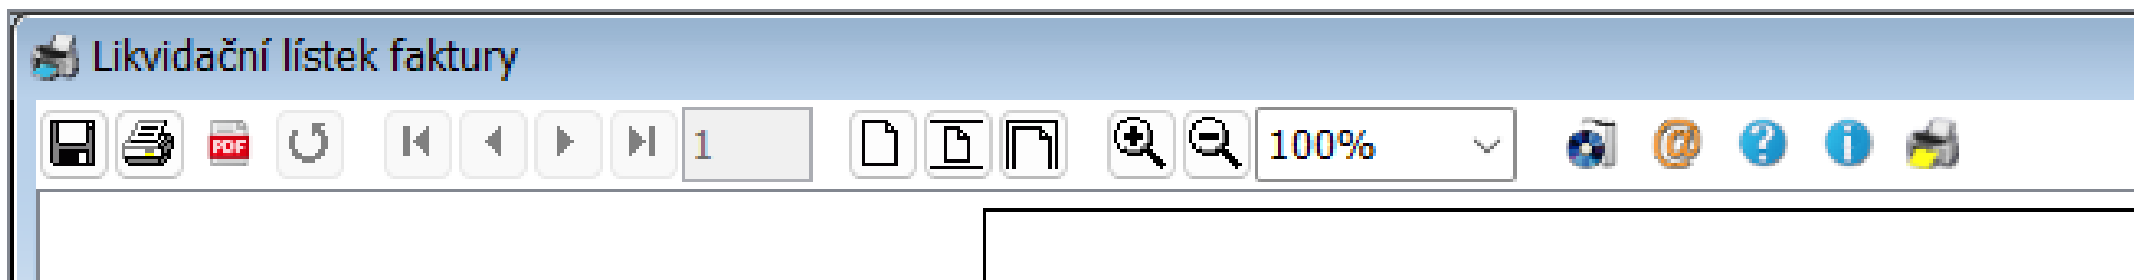 Likvidační lístek faktury
PDF 1 100% @ ? i